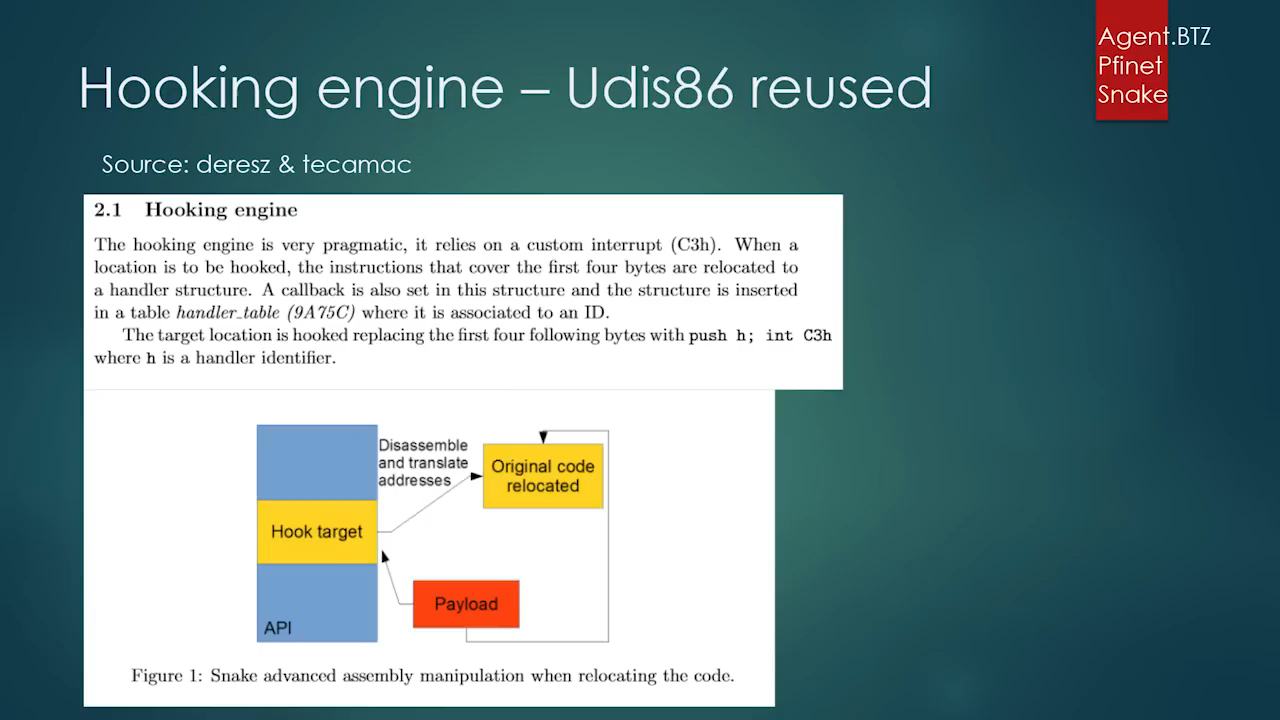 Agent.BTZ
Pfinet
Snake
Hooking engine – Udis86 reused
Source: deresz & tecamac
2.1 Hooking engine
The hooking engine is very pragmatic, it relies on a custom interrupt (C3h). When a
location is to be hooked, the instructions that cover the first four bytes are relocated to
a handler structure. A callback is also set in this structure and the structure is inserted
in a table handler_table (9A75C) where it is associated to an ID.
The target location is hooked replacing the first four following bytes with push h; int C3h
where h is a handler identifier.
Disassemble
and translate
addresses
Original code
relocated
Hook target
Payload
API
Figure 1: Snake advanced assembly manipulation when relocating the code.